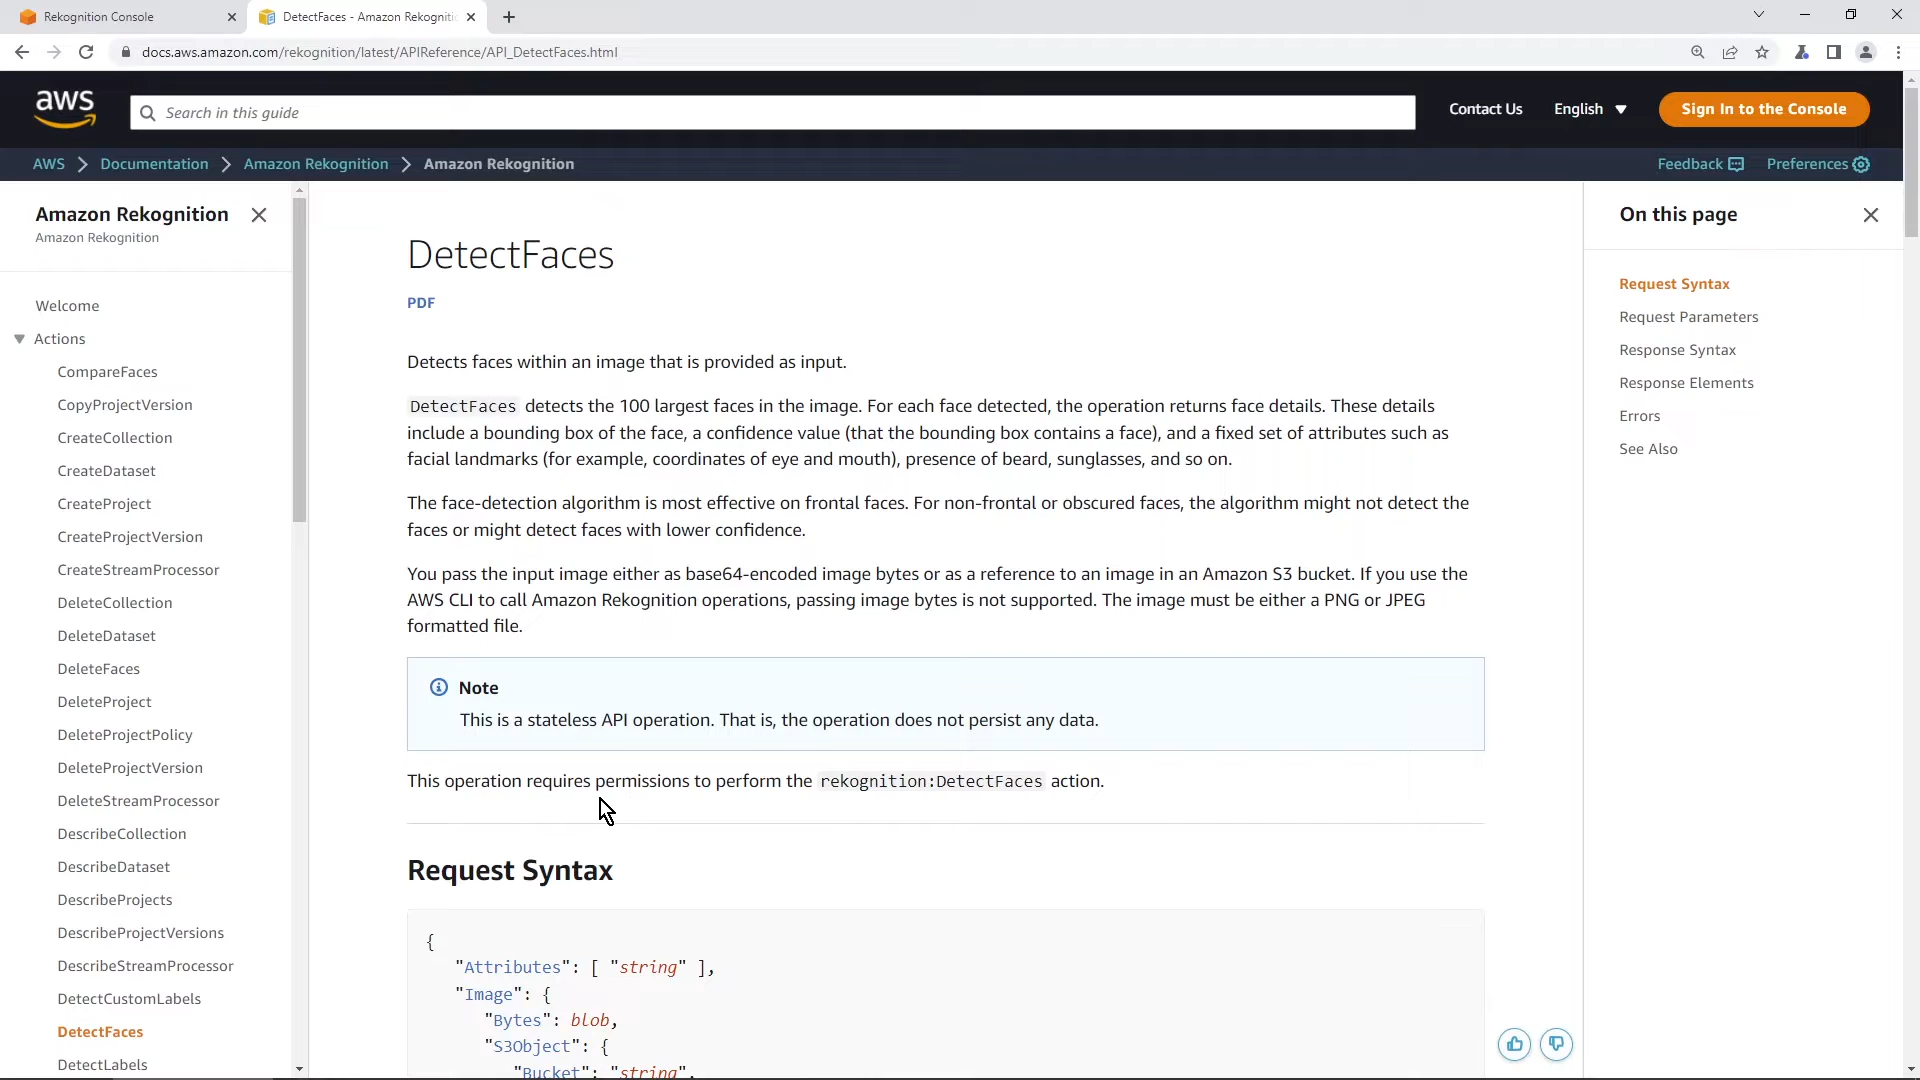 Rekognition Console
DetectFaces - Amazon Rekognitio
docs.aws.amazon.com/rekognition/latest/APIReference/API_DetectFaces.html
aws
Search in this guide
Contact Us
English
Sign In to the Console
AWS
Documentation
Amazon Rekognition
Amazon Rekognition
Feedback
Preferences
Amazon Rekognition
Amazon Rekognition
Welcome
Actions
CompareFaces
CopyProjectVersion
CreateCollection
CreateDataset
CreateProject
CreateProjectVersion
CreateStreamProcessor
DeleteCollection
DeleteDataset
DeleteFaces
DeleteProject
DeleteProjectPolicy
DeleteProjectVersion
DeleteStreamProcessor
DescribeCollection
DescribeDataset
DescribeProjects
DescribeProjectVersions
DescribeStreamProcessor
DetectCustomLabels
DetectFaces
DetectLabels
DetectFaces
PDF
Detects faces within an image that is provided as input.
DetectFaces detects the 100 largest faces in the image. For each face detected, the operation returns face details. These details
include a bounding box of the face, a confidence value (that the bounding box contains a face), and a fixed set of attributes such as
facial landmarks (for example, coordinates of eye and mouth), presence of beard, sunglasses, and so on.
The face-detection algorithm is most effective on frontal faces. For non-frontal or obscured faces, the algorithm might not detect the
faces or might detect faces with lower confidence.
You pass the input image either as base64-encoded image bytes or as a reference to an image in an Amazon S3 bucket. If you use the
AWS CLI to call Amazon Rekognition operations, passing image bytes is not supported. The image must be either a PNG or JPEG
formatted file.
Note
This is a stateless API operation. That is, the operation does not persist any data.
This operation requires permissions to perform the rekognition:DetectFaces action.
Request Syntax
{
"Attributes": [ "string" ],
"Image": {
"Bytes": blob,
"S3Object": {
"Bucket": "string",
On this page
Request Syntax
Request Parameters
Response Syntax
Response Elements
Errors
See Also